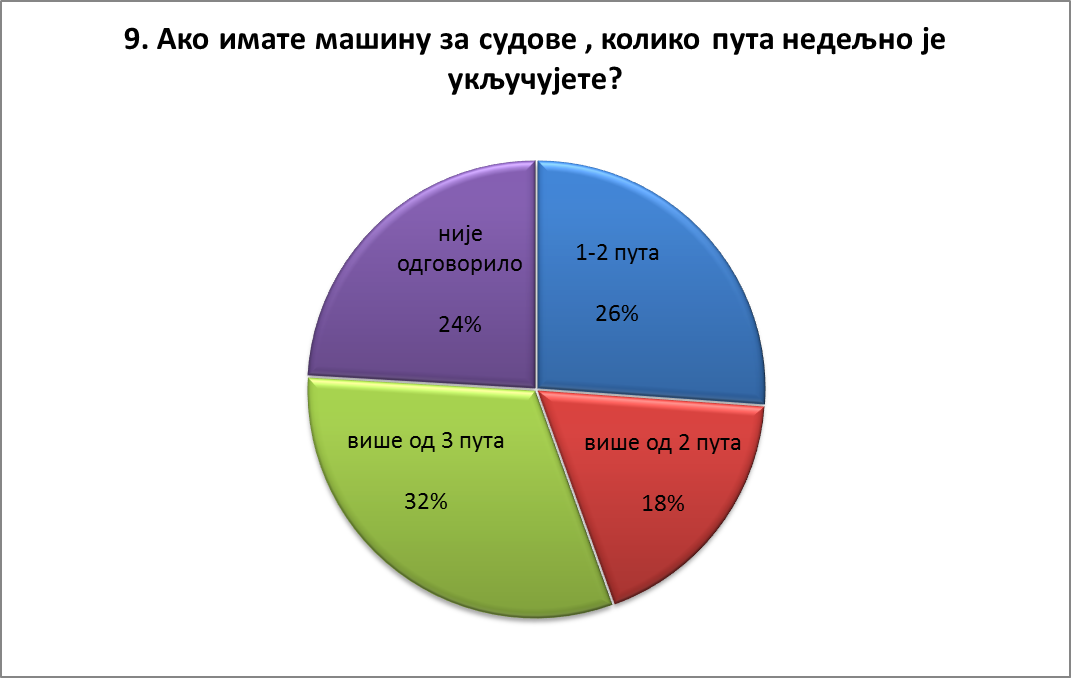 9. Ако имате машину за судове , колико пута недељно је
укључујете?
није
одговорило
24%
1-2 пута
26%
више од 3 пута
32%
више од 2 пута
18%